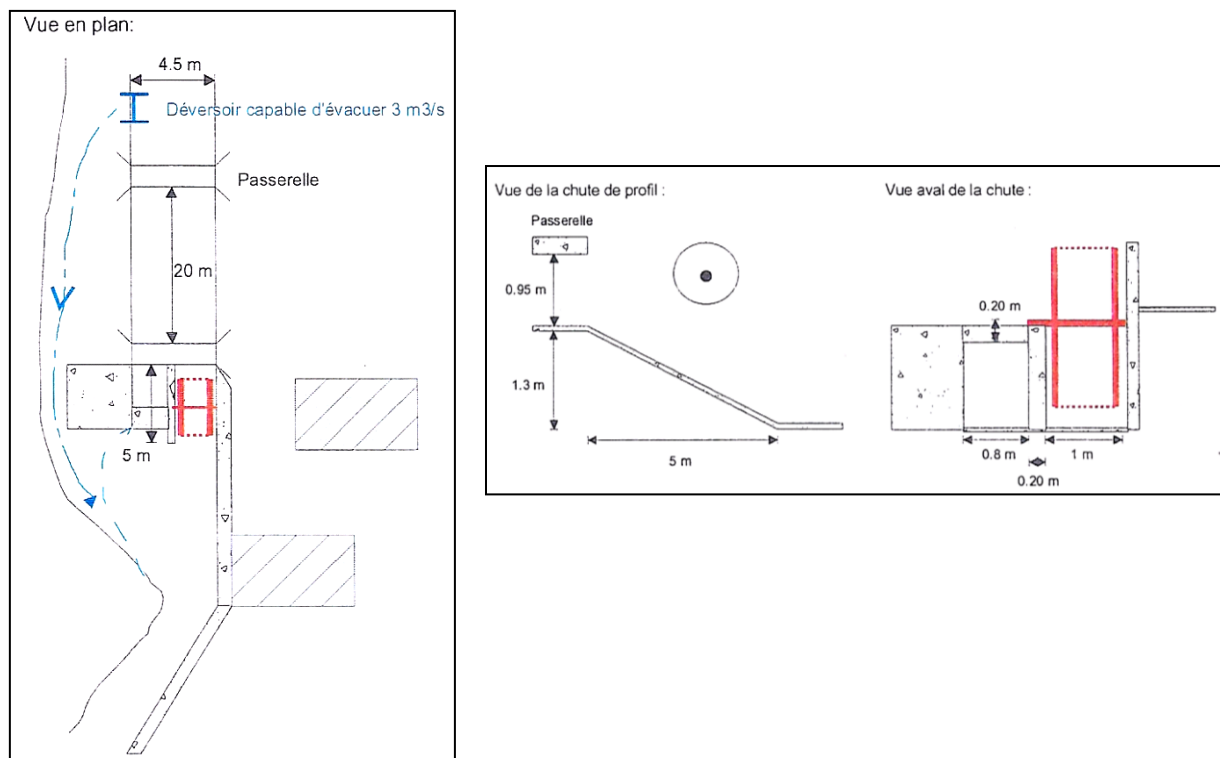 Vue en plan:
4.5 m
Déversoir capable d'évacuer 3 m3/s
Passerelle
20 m
5 m
Vue de la chute de profil :
Passerelle
0.95 m
1.3 m
5 m
Vue aval de la chute :
0.20 m
0.8 m
1 m
0.20 m